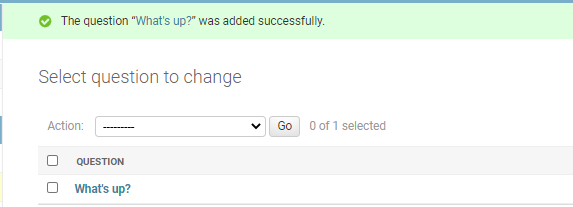 The question “What's up?” was added successfully.
Select question to change
Action: --------- Go 0 of 1 selected
QUESTION
What's up?